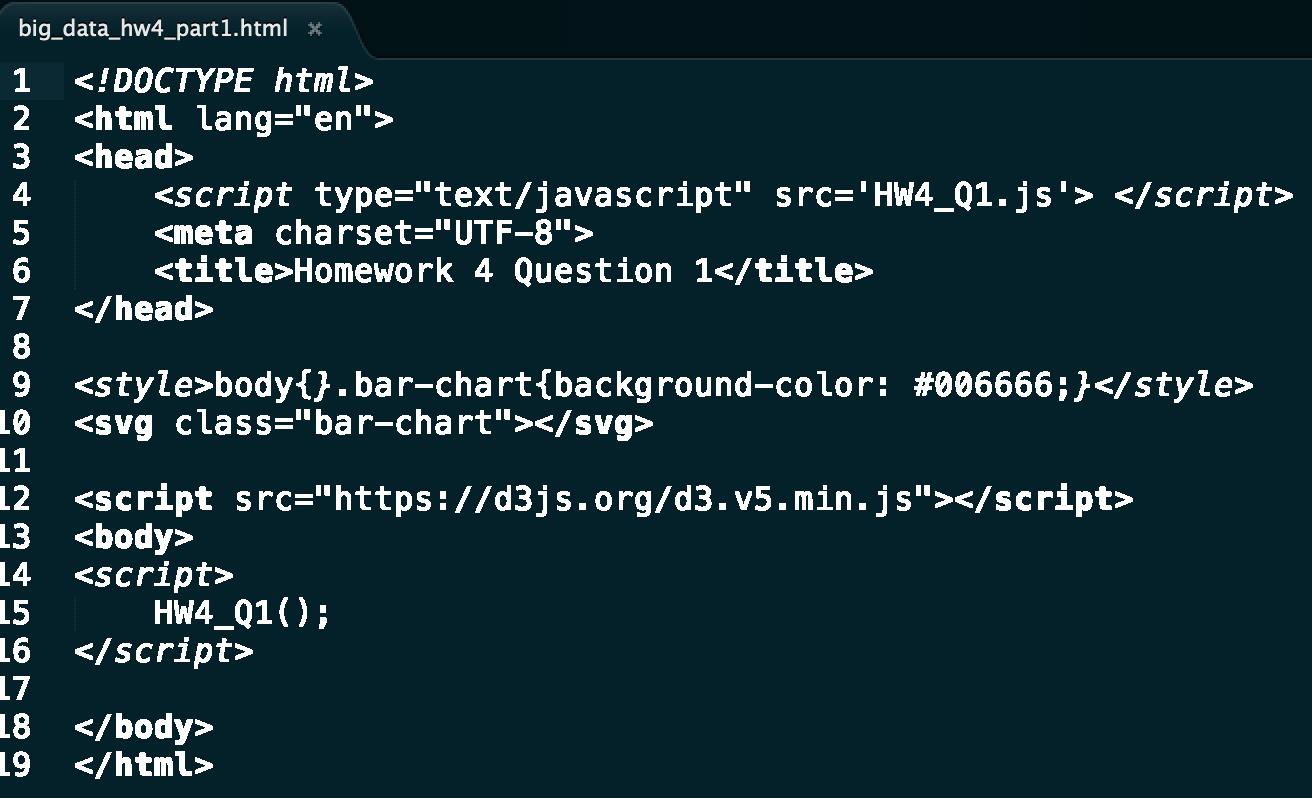 big_data_hw4_part1.html ×
1 <!DOCTYPE html>
2 <html lang="en">
3 <head>
4     <script type="text/javascript" src='HW4_Q1.js'> </script>
5     <meta charset="UTF-8">
6     <title>Homework 4 Question 1</title>
7 </head>
8
9 <style>body{}.bar-chart{background-color: #006666;}</style>
10 <svg class="bar-chart"></svg>
11
12 <script src="https://d3js.org/d3.v5.min.js"></script>
13 <body>
14 <script>
15     HW4_Q1();
16 </script>
17
18 </body>
19 </html>